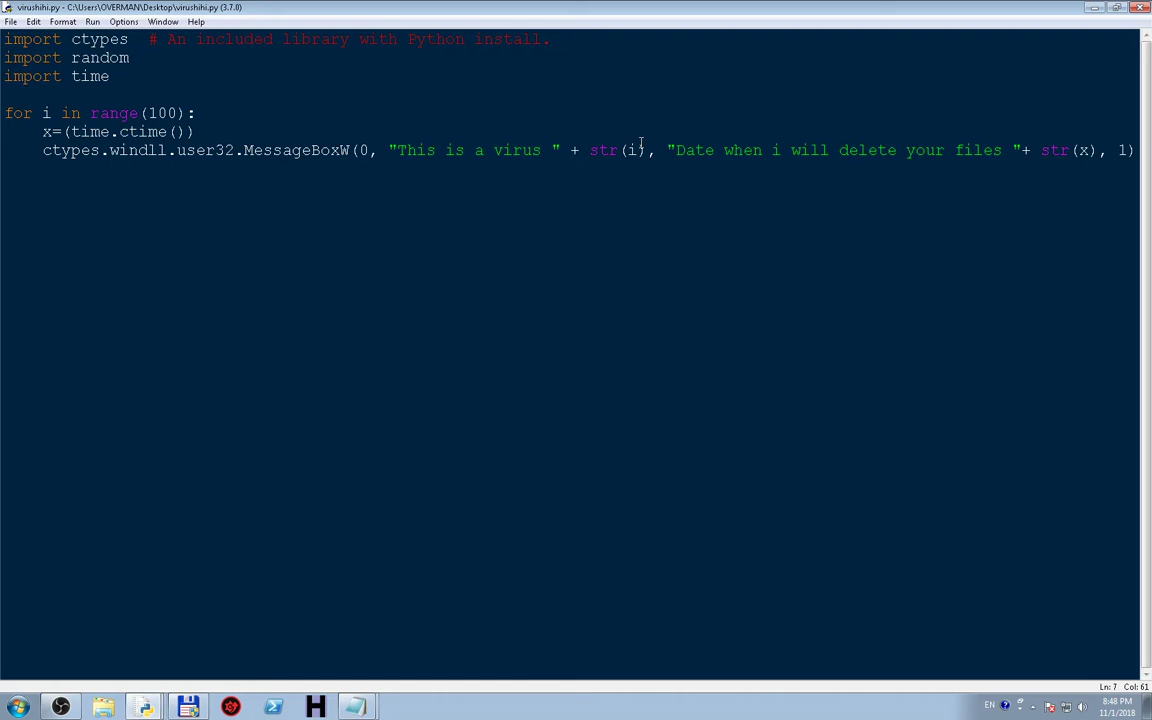 virushihi.py - C:\Users\OVERMAN\Desktop\virushihi.py (3.7.0)
File Edit Format Run Options Window Help
import ctypes  # An included library with Python install.
import random
import time
for i in range(100):
    x=(time.ctime())
    ctypes.windll.user32.MessageBoxW(0, "This is a virus " + str(i), "Date when i will delete your files "+ str(x), 1)
Ln: 7 Col: 61
H
EN
8:48 PM
11/1/2018